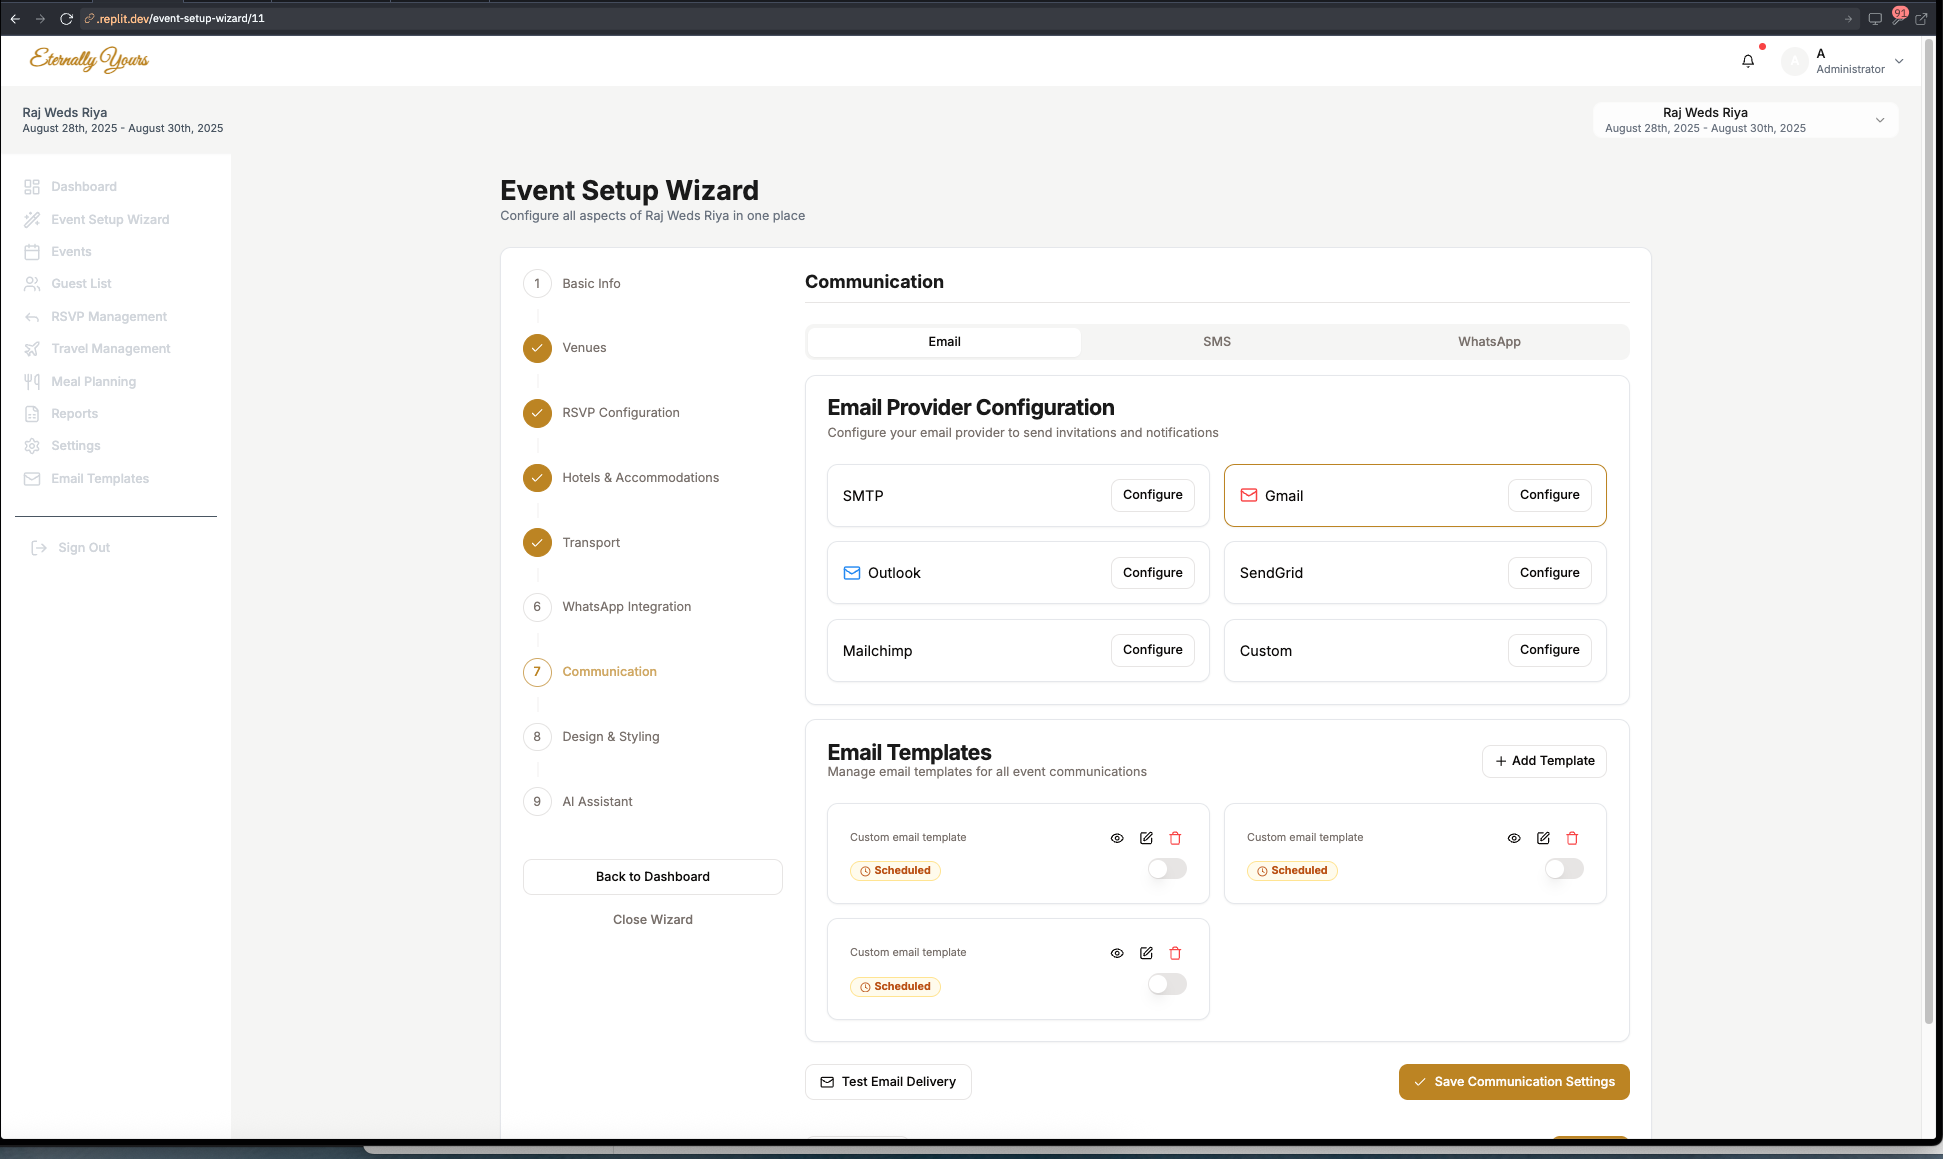 .replit.dev/event-setup-wizard/11
91
Eternally Yours
A
A
Administrator
Raj Weds Riya
August 28th, 2025 - August 30th, 2025
Raj Weds Riya
August 28th, 2025 - August 30th, 2025
Dashboard
Event Setup Wizard
Events
Guest List
RSVP Management
Travel Management
Meal Planning
Reports
Settings
Email Templates
Sign Out
Event Setup Wizard
Configure all aspects of Raj Weds Riya in one place
1 Basic Info
Venues
RSVP Configuration
Hotels & Accommodations
Transport
6 WhatsApp Integration
7 Communication
8 Design & Styling
9 AI Assistant
Back to Dashboard
Close Wizard
Communication
Email SMS WhatsApp
Email Provider Configuration
Configure your email provider to send invitations and notifications
SMTP Configure
Gmail Configure
Outlook Configure
SendGrid Configure
Mailchimp Configure
Custom Configure
Email Templates
Manage email templates for all event communications
+ Add Template
Custom email template
Scheduled
Custom email template
Scheduled
Custom email template
Scheduled
Test Email Delivery
Save Communication Settings